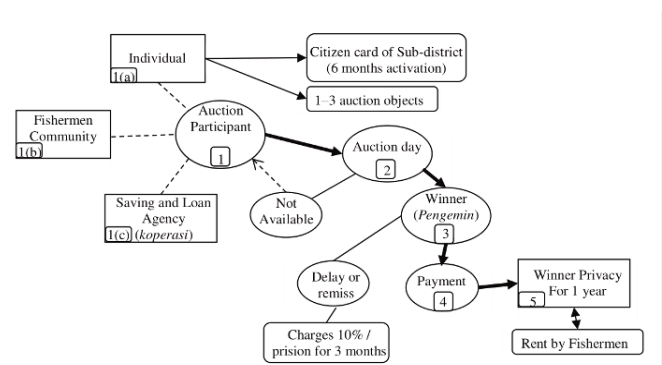 Individual
1(a)
Citizen card of Sub-district
(6 months activation)
1–3 auction objects
Fishermen
Community
1(b)
Auction
Participant
1
Auction day
2
Saving and Loan
Agency
1(c) (koperasi)
Not
Available
Winner
(Pengemin)
3
Delay or
remiss
Payment
4
Winner Privacy
For 1 year
5
Charges 10% /
prision for 3 months
Rent by Fishermen